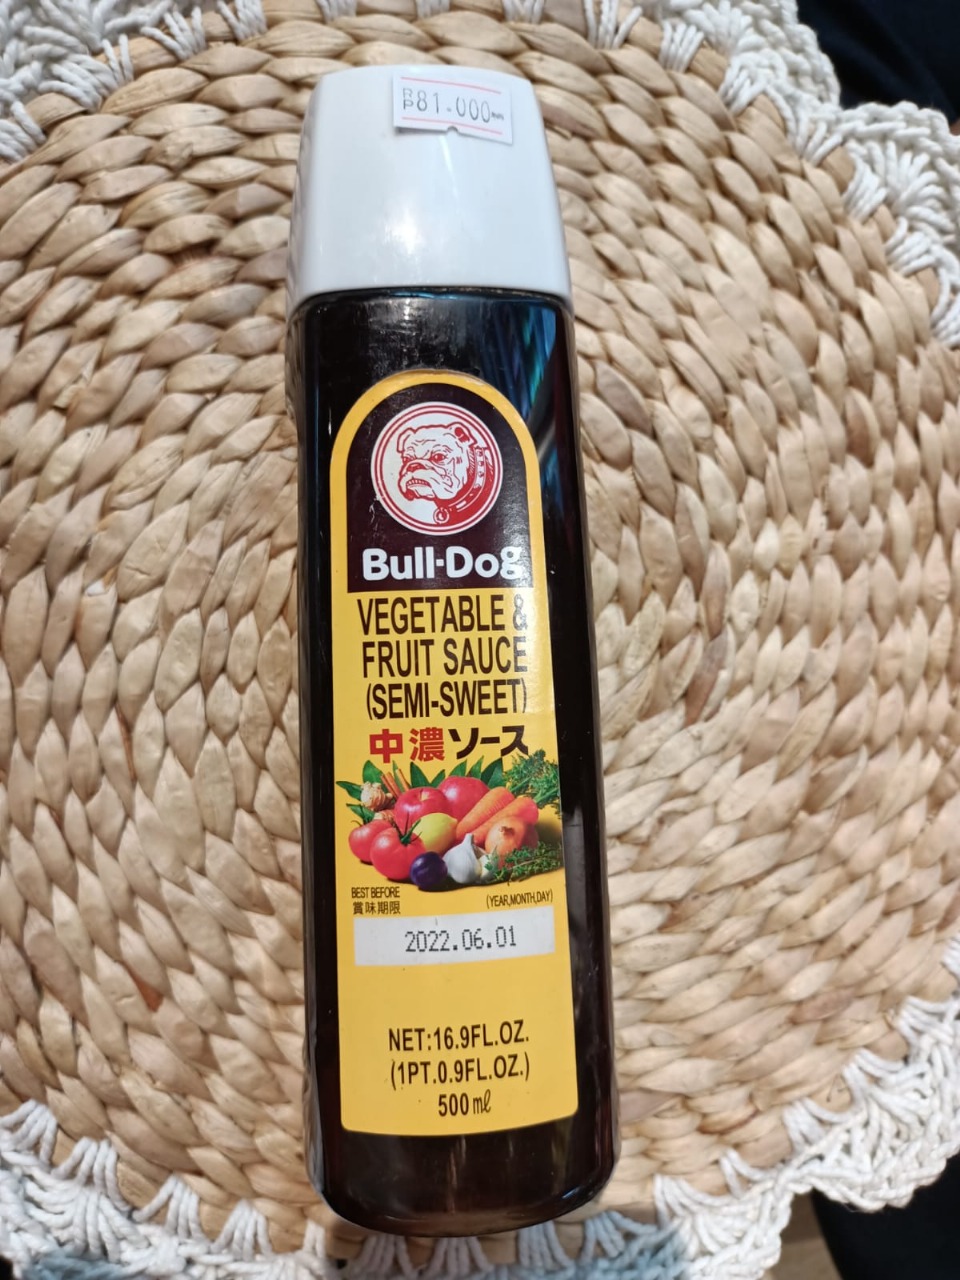 RP81.000
Bull-Dog
VEGETABLE &
FRUIT SAUCE
(SEMI-SWEET)
中濃ソース
BEST BEFORE (YEAR,MONTH,DAY)
賞味期限
2022.06.01
NET:16.9FL.OZ.
(1PT.0.9FL.OZ.)
500ml